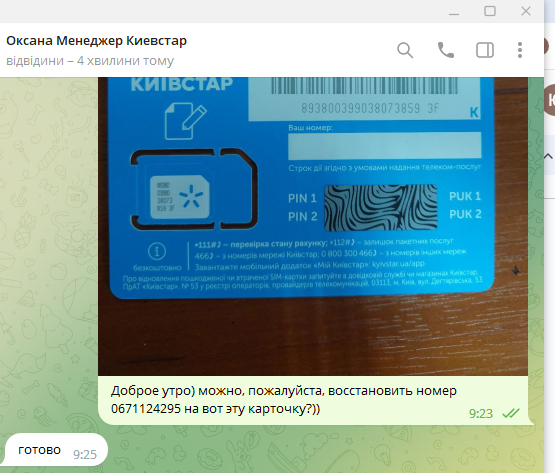 Оксана Менеджер Киевстар
відвідини – 4 хвилини тому
КИЇВСТАР
893800399038073859 3F
К
Ваш номер:
Строк дії згідно з умовами надання телеком-послуг
PIN 1
PUK 1
PIN 2
PUK 2
*111#
– перевірка стану рахунку; *112#
– залишок пакетних послуг
466
– з номерів мережі Київстар; 0 800 300 466
– з номерів інших мереж
безкоштовно
Завантажте мобільний додаток «Мій Київстар»: kyivstar.ua/app
Про відновлення пошкодженої чи втраченої SIM-картки запитуйте в довідковій службі чи магазинах Київстар.
ПрАТ «Київстар», № 53 у реєстрі операторів, провайдерів телекомунікацій, 03113, м. Київ, вул. Дегтярівська, 53
Доброе утро) можно, пожалуйста, восстановить номер
0671124295 на вот эту карточку?))
9:23
готово
9:25